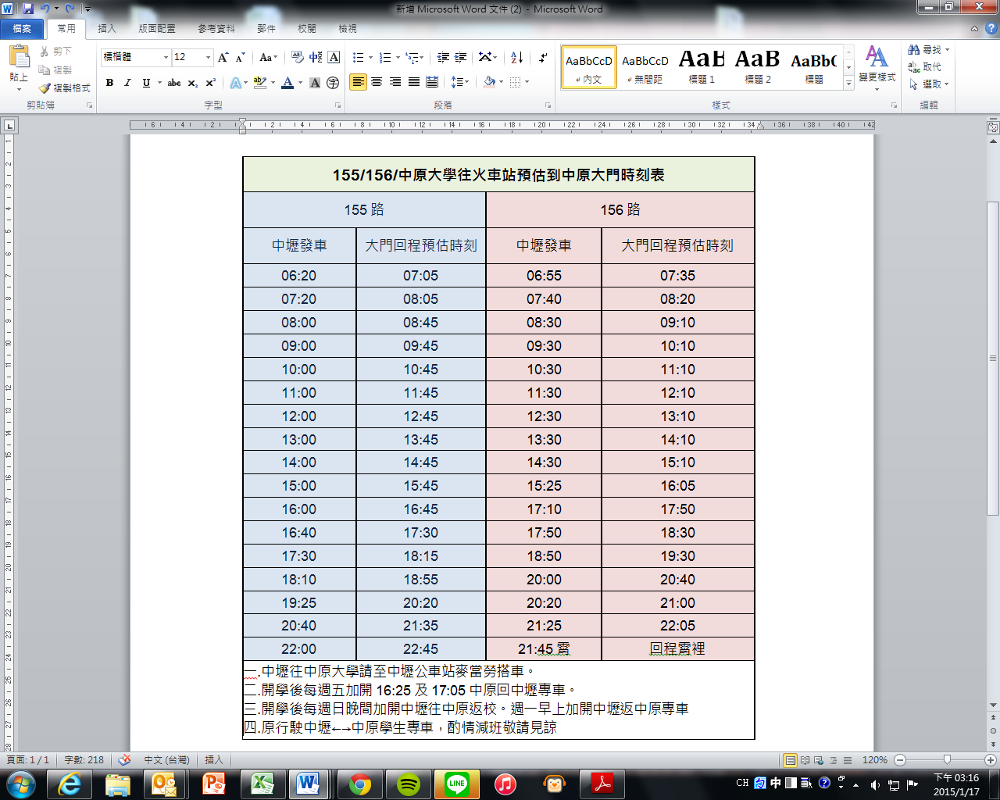 新增 Microsoft Word 文件 (2) - Microsoft Word
檔案 常用 插入 版面配置 參考資料 郵件 校閱 檢視
貼上 剪下 複製 複製格式 剪貼簿
標楷體 12 字型
段落
AaBbCcD AaBbCcD AaB AaB AaBbC
內文 無間距 標題 1 標題 2 標題 樣式
變更樣式
尋找 取代 選取 編輯
155/156/中原大學往火車站預估到中原大門時刻表
155 路 156 路
中壢發車 大門回程預估時刻 中壢發車 大門回程預估時刻
06:20 07:05 06:55 07:35
07:20 08:05 07:40 08:20
08:00 08:45 08:30 09:10
09:00 09:45 09:30 10:10
10:00 10:45 10:30 11:10
11:00 11:45 11:30 12:10
12:00 12:45 12:30 13:10
13:00 13:45 13:30 14:10
14:00 14:45 14:30 15:10
15:00 15:45 15:25 16:05
16:00 16:45 17:10 17:50
16:40 17:30 17:50 18:30
17:30 18:15 18:50 19:30
18:10 18:55 20:00 20:40
19:25 20:20 20:20 21:00
20:40 21:35 21:25 22:05
22:00 22:45 21:45 霄 回程霄裡
一.中壢往中原大學請至中壢公車站麥當勞搭車。
二.開學後每週五加開 16:25 及 17:05 中原回中壢專車。
三.開學後每週日晚間加開中壢往中原返校。週一早上加開中壢返中原專車
四.原行駛中壢←→中原學生專車，酌情減班敬請見諒
頁面: 1 / 1 字數: 218 中文 (台灣) 插入 120%
LINE
CH 中
下午 03:16
2015/1/17